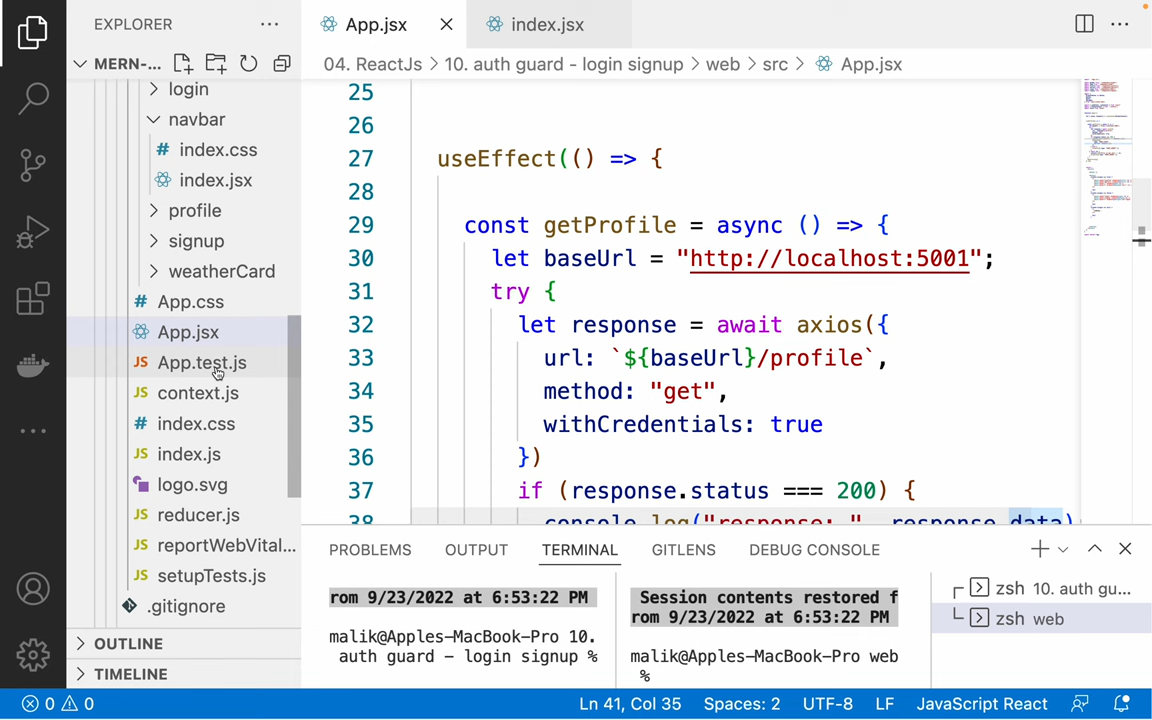 EXPLORER
MERN-...
login
navbar
index.css
index.jsx
profile
signup
weatherCard
App.css
App.jsx
App.test.js
context.js
index.css
index.js
logo.svg
reducer.js
reportWebVital...
setupTests.js
.gitignore
OUTLINE
TIMELINE
App.jsx
index.jsx
04. ReactJs > 10. auth guard - login signup > web > src > App.jsx
25
26
27 useEffect(() => {
28
29 const getProfile = async () => {
30 let baseUrl = "http://localhost:5001";
31 try {
32 let response = await axios({
33 url: `${baseUrl}/profile`,
34 method: "get",
35 withCredentials: true
36 })
37 if (response.status === 200) {
38 console.log("response: ", response.data)
PROBLEMS OUTPUT TERMINAL GITLENS DEBUG CONSOLE
rom 9/23/2022 at 6:53:22 PM
malik@Apples-MacBook-Pro 10.
auth guard - login signup %
Session contents restored f
rom 9/23/2022 at 6:53:22 PM
malik@Apples-MacBook-Pro web
%
zsh 10. auth gu...
zsh web
0 0
Ln 41, Col 35 Spaces: 2 UTF-8 LF JavaScript React